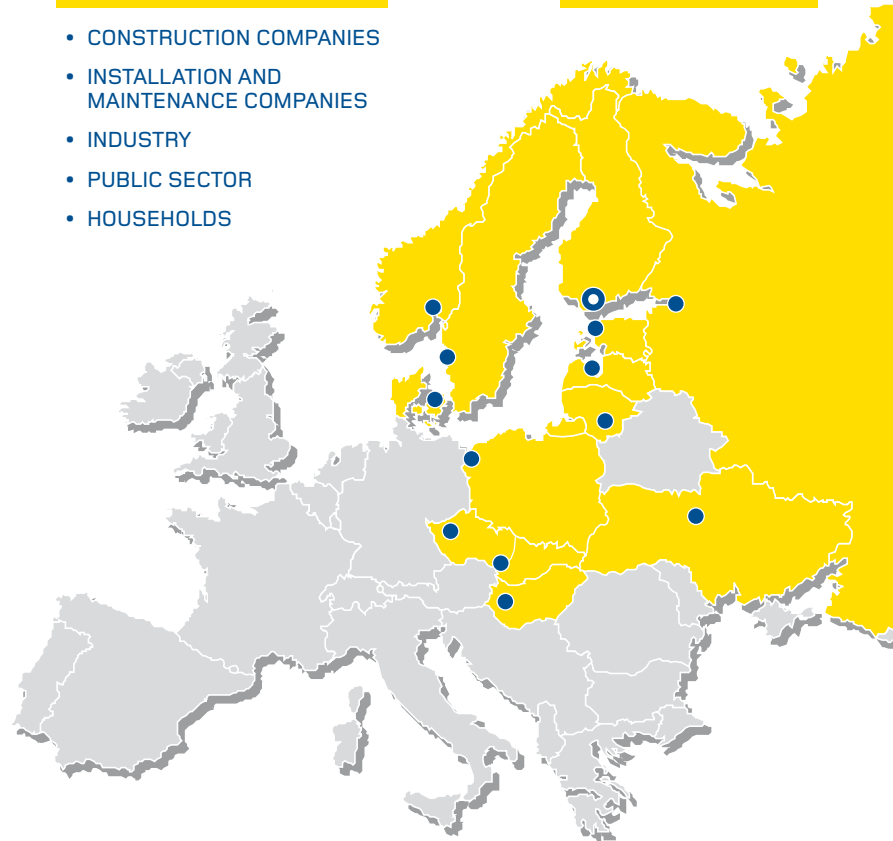 • CONSTRUCTION COMPANIES
• INSTALLATION AND
MAINTENANCE COMPANIES
• INDUSTRY
• PUBLIC SECTOR
• HOUSEHOLDS